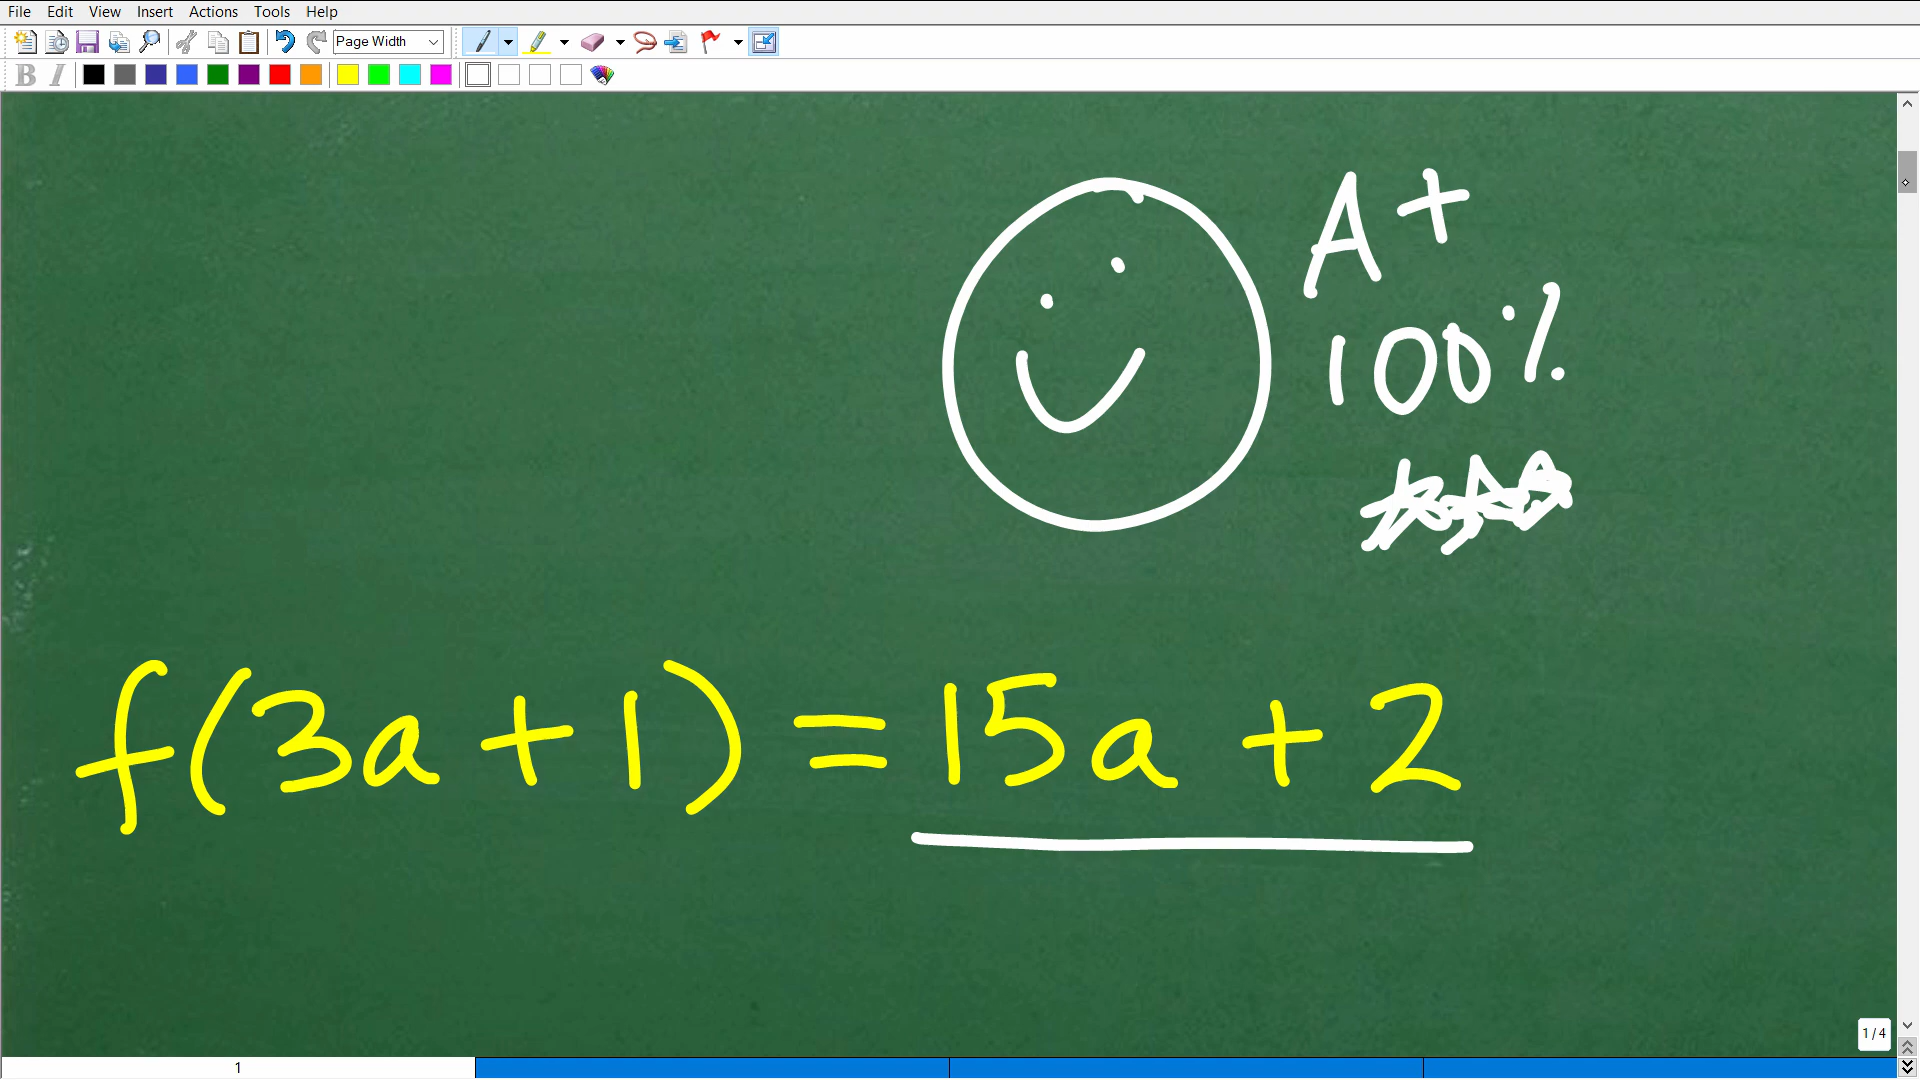 File Edit View Insert Actions Tools Help
Page Width
B I
A+
100%
f(3a+1) = 15a + 2
1 / 4
1